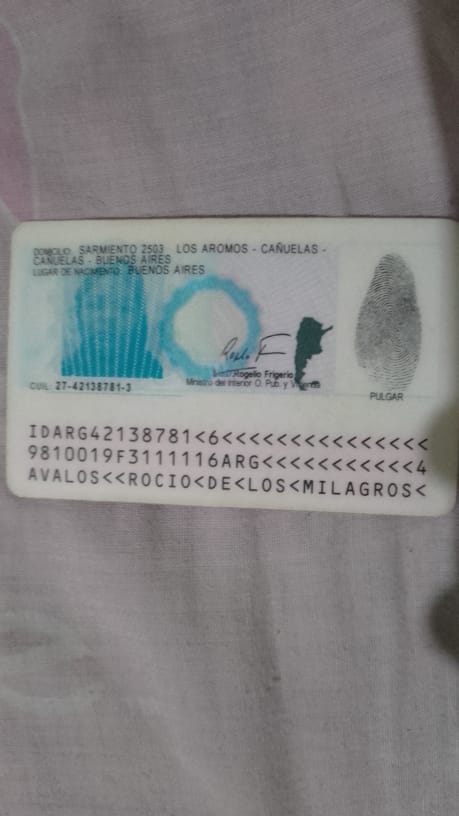 DOMICILIO: SARMIENTO 2503 LOS AROMOS - CAÑUELAS -
CAÑUELAS - BUENOS AIRES
LUGAR DE NACIMIENTO: BUENOS AIRES
Rogelio Frigerio
Ministro del Interior O. Pub. y Vivienda
CUIL: 27-42138781-3
PULGAR
IDARG42138781<6<<<<<<<<<<<<<<<
9810019F3111116ARG<<<<<<<<<<<4
AVALOS<<ROCIO<DE<LOS<MILAGROS<